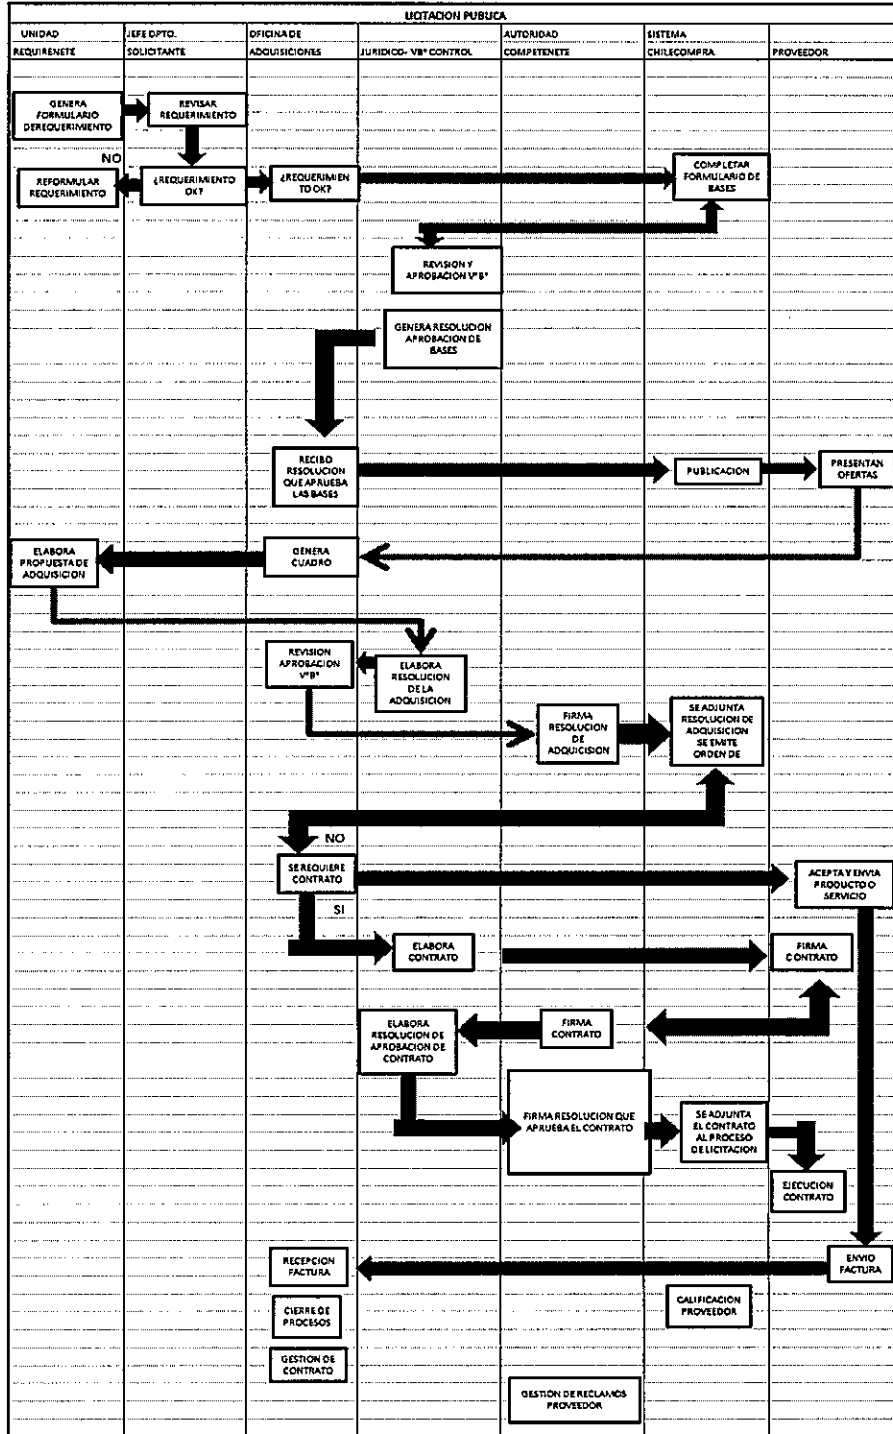 LICITACION PUBLICA
UNIDAD
REQUIRENETE
JEFE DPTO.
SOLICITANTE
OFICINA DE
ADQUISICIONES
JURIDICO- VB° CONTROL
AUTORIDAD
COMPETENETE
SISTEMA
CHILECOMPRA
PROVEEDOR
GENERA
FORMULARIO
DEREQUERIMIENTO
REVISAR
REQUERIMIENTO
NO
REFORMULAR
REQUERIMIENTO
¿REQUERIMIENTO
OK?
¿REQUERIMIEN
TO OK?
COMPLETAR
FORMULARIO DE
BASES
REVISION Y
APROBACION V°B°
GENERA RESOLUCION
APROBACION DE
BASES
RECIBO
RESOLUCION
QUE APRUEBA
LAS BASES
PUBLICACION
PRESENTAN
OFERTAS
ELABORA
PROPUESTA DE
ADQUISICION
GENERA
CUADRO
REVISION
APROBACION
V°B°
ELABORA
RESOLUCION
DE LA
ADQUISICION
FIRMA
RESOLUCION
DE
ADQUICISION
SE ADJUNTA
RESOLUCION DE
ADQUISICION
SE EMITE
ORDEN DE
NO
SE REQUIERE
CONTRATO
ACEPTA Y ENVIA
PRODUCTO O
SERVICIO
SI
ELABORA
CONTRATO
FIRMA
CONTRATO
ELABORA
RESOLUCION DE
APROBACION DE
CONTRATO
FIRMA
CONTRATO
FIRMA RESOLUCION QUE
APRUEBA EL CONTRATO
SE ADJUNTA
EL CONTRATO
AL PROCESO
DE LICITACION
EJECUCION
CONTRATO
RECEPCION
FACTURA
ENVIO
FACTURA
CIERRE DE
PROCESOS
CALIFICACION
PROVEEDOR
GESTION DE
CONTRATO
GESTION DE RECLAMOS
PROVEEDOR